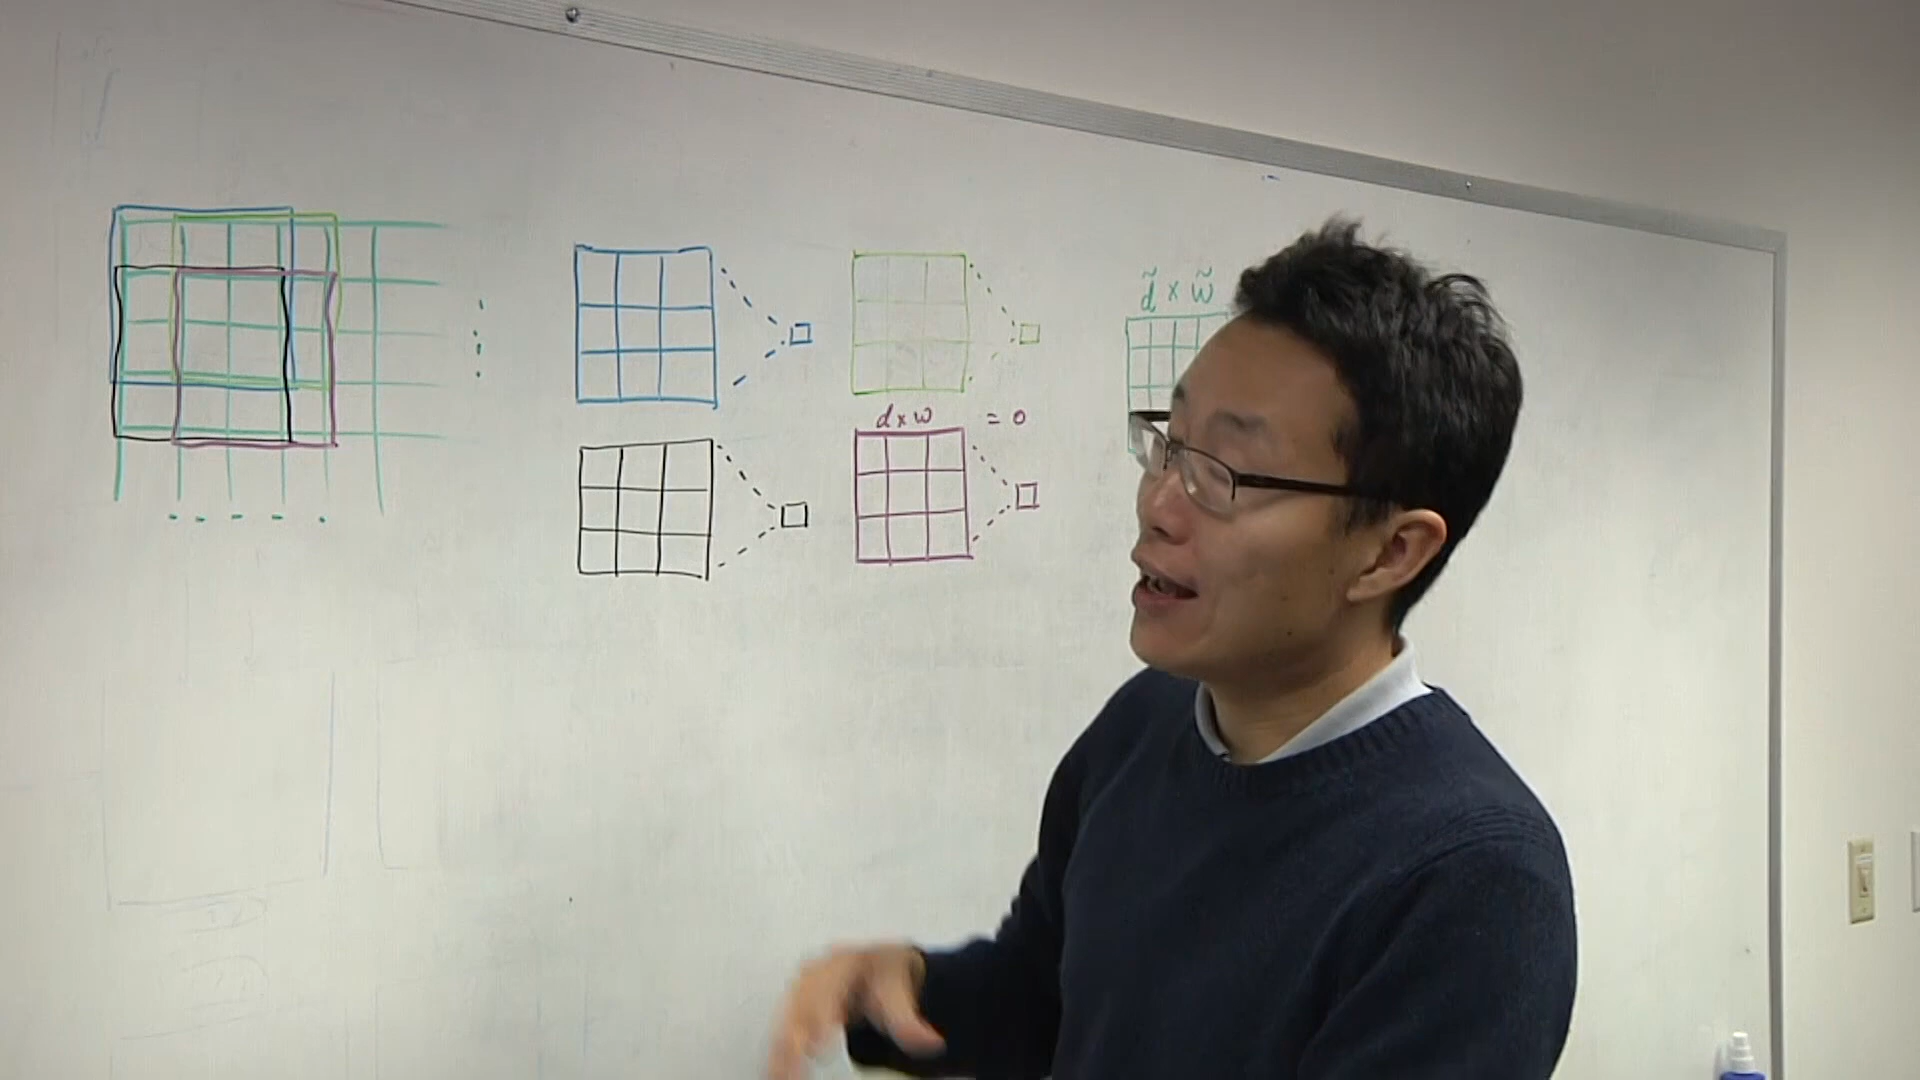 d̃ × w̃
d × w = 0